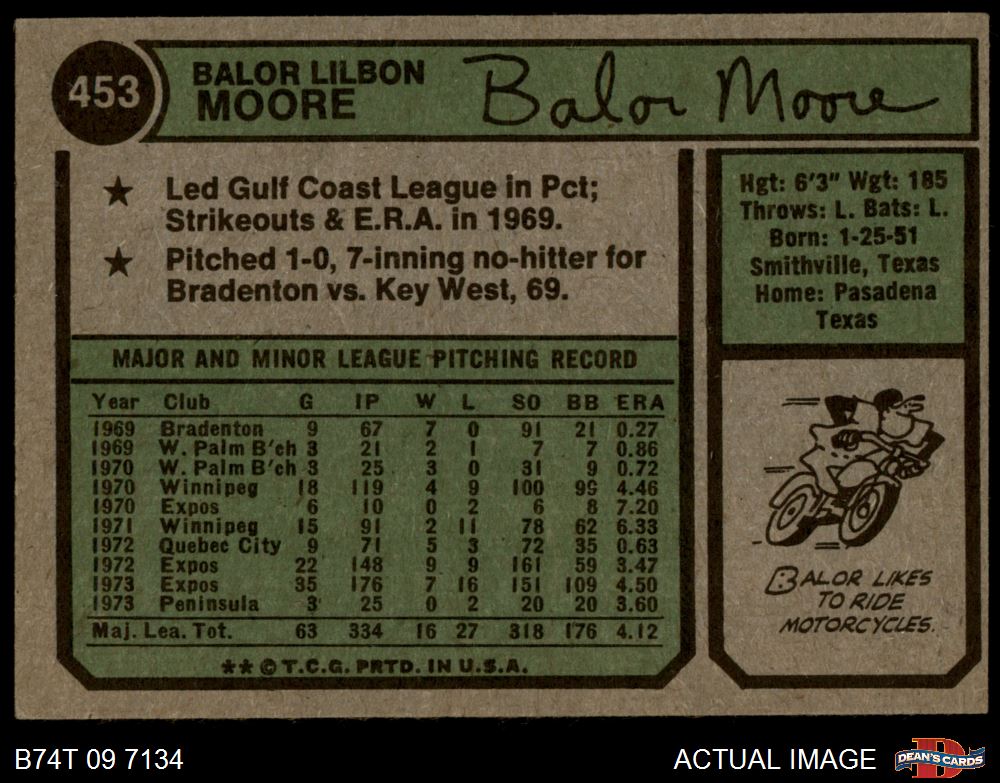 453
BALOR LILBON
MOORE
Balor Moore
★ Led Gulf Coast League in Pct;
Strikeouts & E.R.A. in 1969.
★ Pitched 1-0, 7-inning no-hitter for
Bradenton vs. Key West, 69.
Hgt: 6'3" Wgt: 185
Throws: L. Bats: L.
Born: 1-25-51
Smithville, Texas
Home: Pasadena
Texas
MAJOR AND MINOR LEAGUE PITCHING RECORD
Year Club G IP W L SO BB ERA
1969 Bradenton 9 67 7 0 91 21 0.27
1969 W. Palm B'ch 3 21 2 1 7 7 0.86
1970 W. Palm B'ch 3 25 3 0 31 9 0.72
1970 Winnipeg 18 119 4 9 100 99 4.46
1970 Expos 6 10 0 2 6 8 7.20
1971 Winnipeg 15 91 2 11 78 62 6.33
1972 Quebec City 9 71 5 3 72 35 0.63
1972 Expos 22 148 9 9 161 59 3.47
1973 Expos 35 176 7 16 151 109 4.50
1973 Peninsula 3 25 0 2 20 20 3.60
Maj. Lea. Tot. 63 334 16 27 318 176 4.12
** © T.C.G. PRTD. IN U.S.A.
BALOR LIKES
TO RIDE
MOTORCYCLES.
B74T 09 7134
ACTUAL IMAGE
D
DEAN'S CARDS